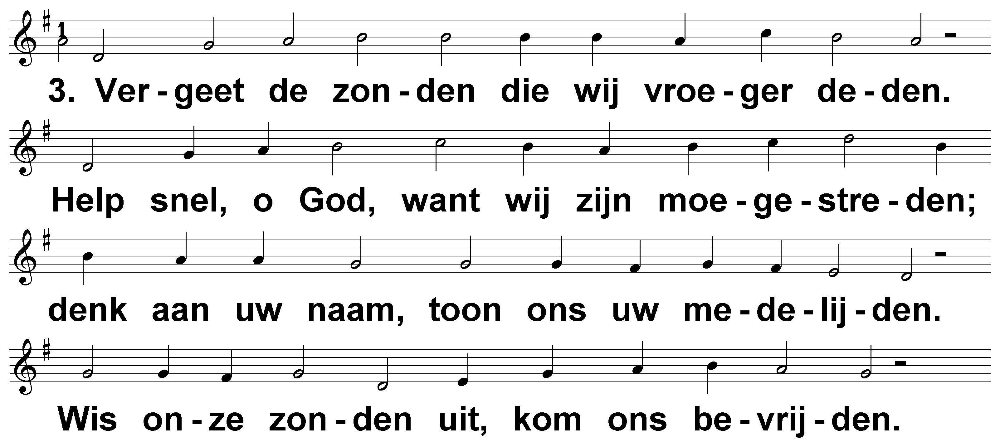 1
3. Ver - geet de zon - den die wij vroe - ger de - den.
Help snel, o God, want wij zijn moe - ge - stre - den;
denk aan uw naam, toon ons uw me - de - lij - den.
Wis on - ze zon - den uit, kom ons be - vrij - den.